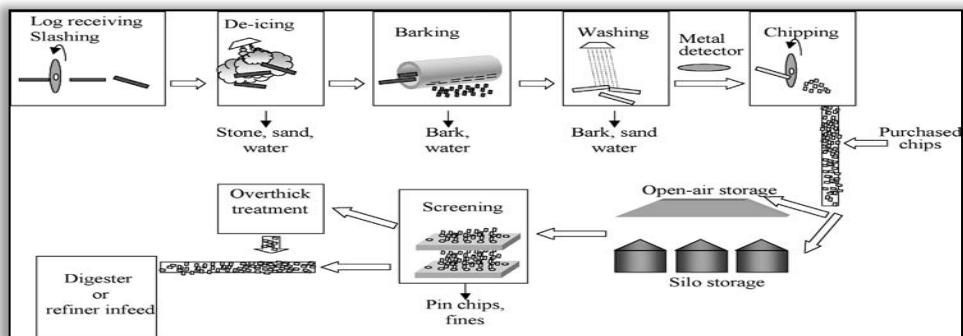 Log receiving
Slashing
De-icing
Barking
Washing
Metal
detector
Chipping
Stone, sand,
water
Bark,
water
Bark, sand
water
Purchased
chips
Open-air storage
Silo storage
Screening
Overthick
treatment
Pin chips,
fines
Digester
or
refiner infeed